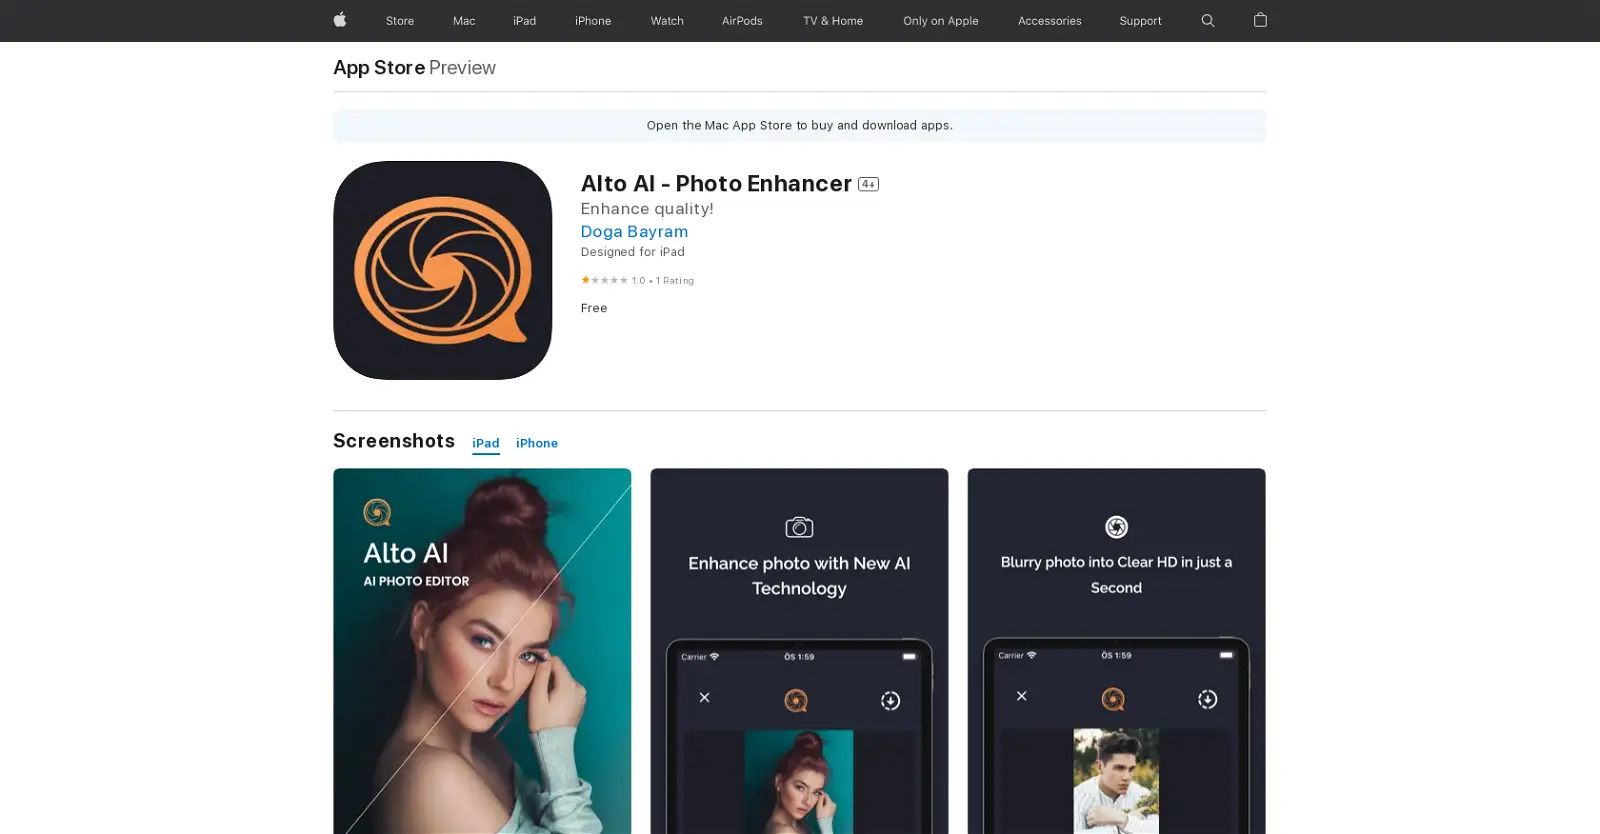 Store Mac iPad iPhone Watch AirPods TV & Home Only on Apple Accessories Support
App Store Preview
Open the Mac App Store to buy and download apps.
Alto AI - Photo Enhancer 4+
Enhance quality!
Doga Bayram
Designed for iPad
1.0 • 1 Rating
Free
Screenshots iPad iPhone
Alto AI
AI PHOTO EDITOR
Enhance photo with New AI
Technology
Carrier ÖS 1:59
Blurry photo into Clear HD in just a
Second
Carrier ÖS 1:59